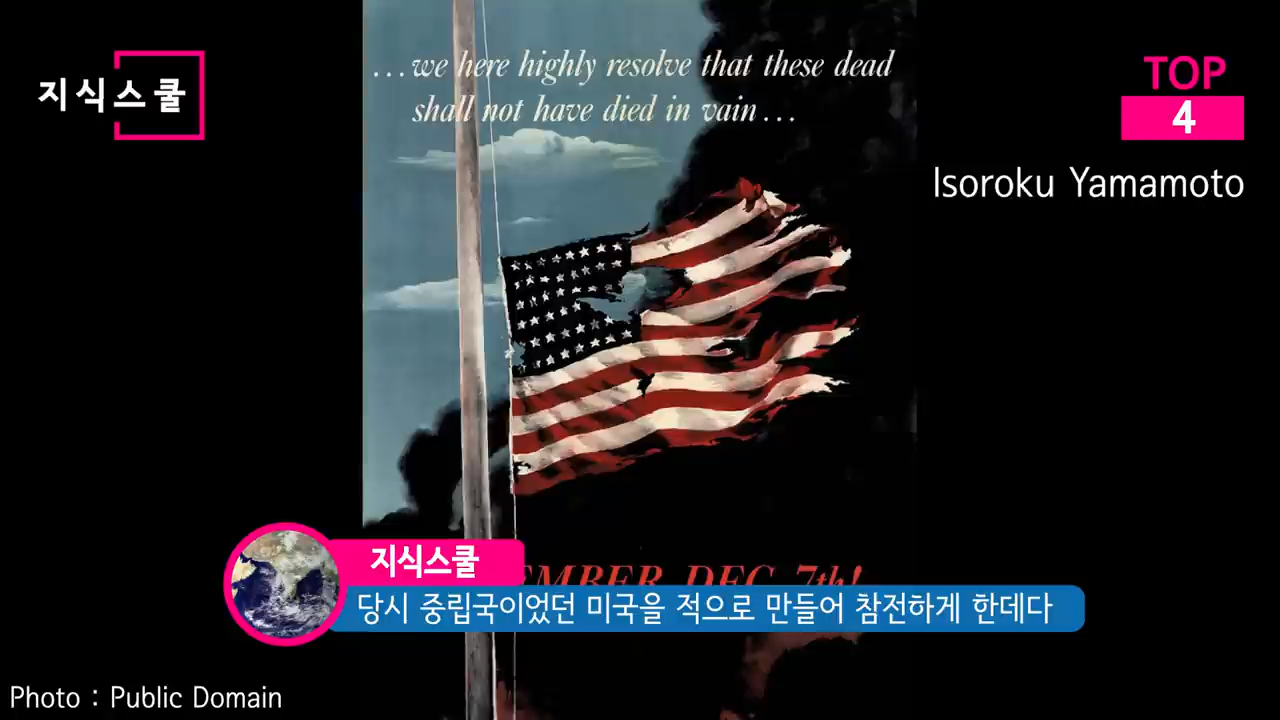 ...we here highly resolve that these dead
shall not have died in vain...
지식스쿨
TOP
4
Isoroku Yamamoto
DEC. 7th!
지식스쿨
당시 중립국이었던 미국을 적으로 만들어 참전하게 한데다
Photo : Public Domain